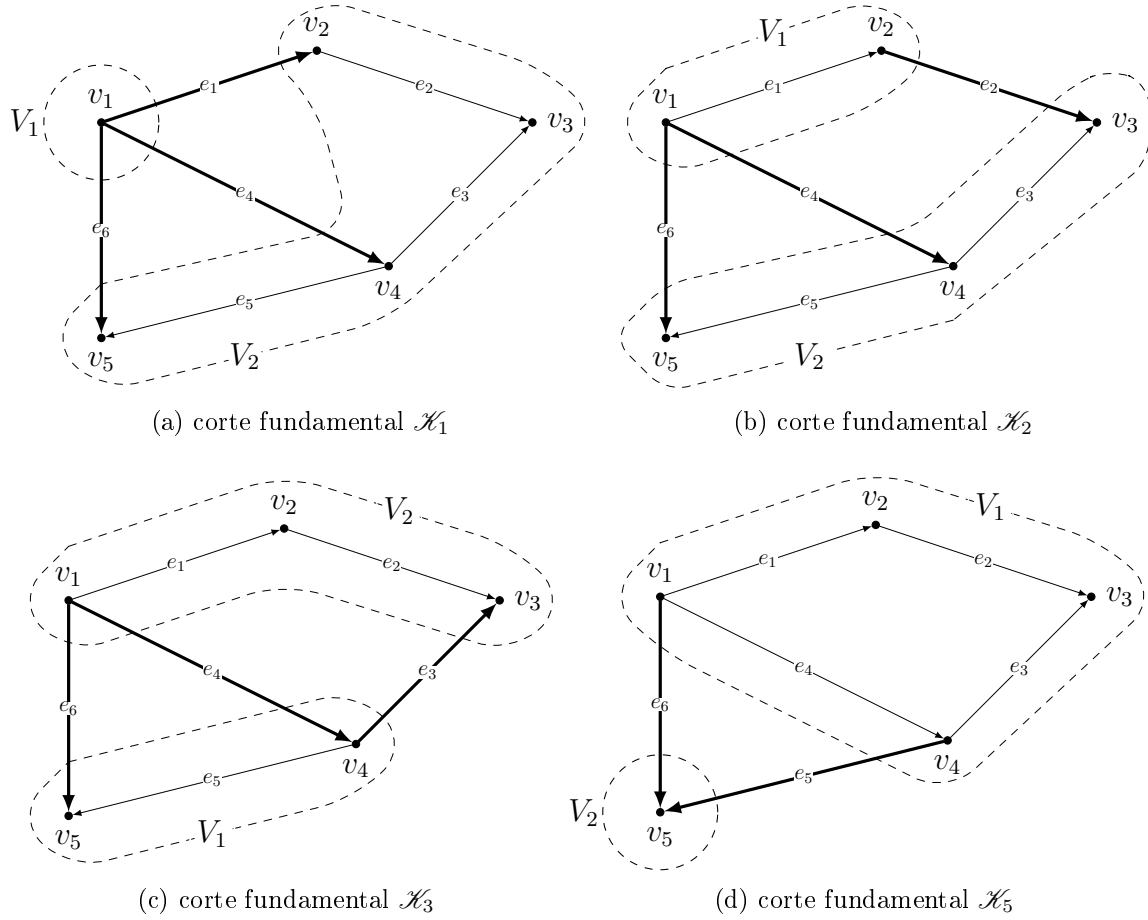 v2
V1
v1
e1
e2
v3
e4
e3
e6
v4
e5
v5
V2
(a) corte fundamental 𝒦1
V1
v2
v1
e1
e2
v3
e4
e3
e6
v4
e5
v5
V2
(b) corte fundamental 𝒦2
v2
V2
v1
e1
e2
v3
e4
e3
e6
v4
e5
v5
V1
(c) corte fundamental 𝒦3
v2
V1
v1
e1
e2
v3
e4
e3
e6
v4
e5
V2
v5
(d) corte fundamental 𝒦5